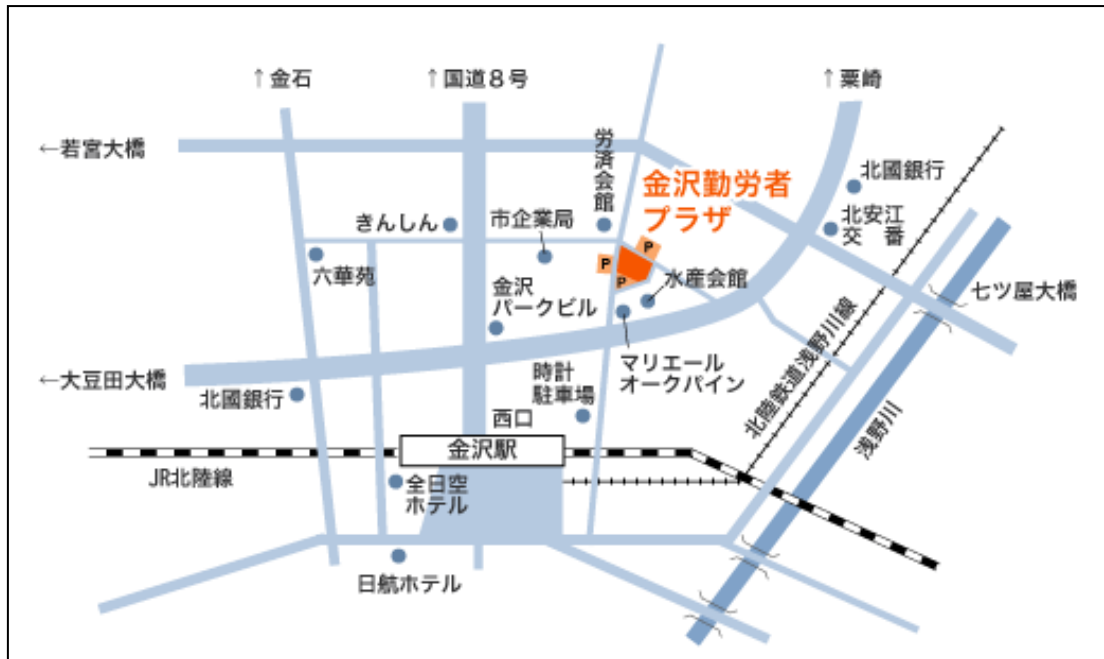 ↑金石
↑国道８号
↑粟崎
←若宮大橋
労済会館
金沢勤労者
プラザ
北國銀行
北安江
交　番
きんしん
市企業局
六華苑
P
P
P
水産会館
七ツ屋大橋
金沢
パークビル
マリエール
オークパイン
北陸鉄道浅野川線
←大豆田大橋
北國銀行
時計
駐車場
浅野川
西口
金沢駅
JR北陸線
全日空
ホテル
日航ホテル